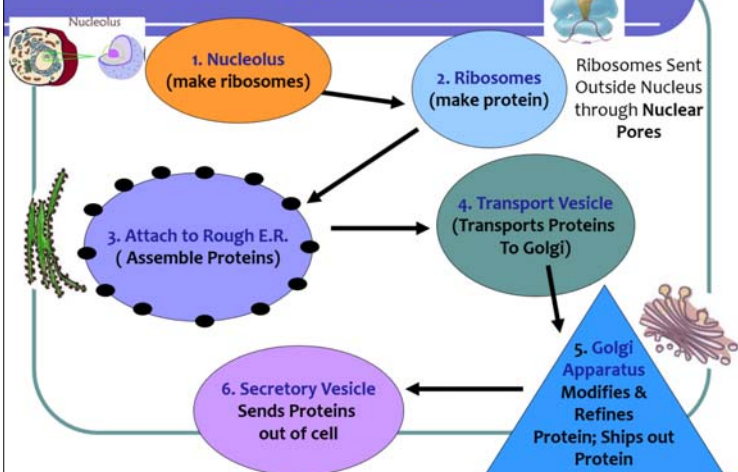 Nucleolus
1. Nucleolus
(make ribosomes)
2. Ribosomes
(make protein)
Ribosomes Sent
Outside Nucleus
through Nuclear
Pores
3. Attach to Rough E.R.
( Assemble Proteins)
4. Transport Vesicle
(Transports Proteins
To Golgi)
5. Golgi
Apparatus
Modifies &
Refines
Protein; Ships out
Protein
6. Secretory Vesicle
Sends Proteins
out of cell